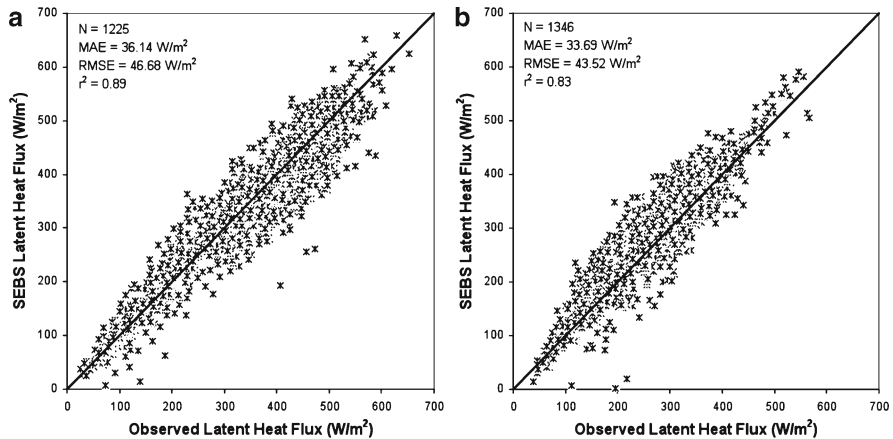 a
N = 1225
MAE = 36.14 W/m²
RMSE = 46.68 W/m²
r² = 0.89
SEBS Latent Heat Flux (W/m²)
700
600
500
400
300
200
100
0
0 100 200 300 400 500 600 700
Observed Latent Heat Flux (W/m²)
b
N = 1346
MAE = 33.69 W/m²
RMSE = 43.52 W/m²
r² = 0.83
SEBS Latent Heat Flux (W/m²)
700
600
500
400
300
200
100
0
0 100 200 300 400 500 600 700
Observed Latent Heat Flux (W/m²)